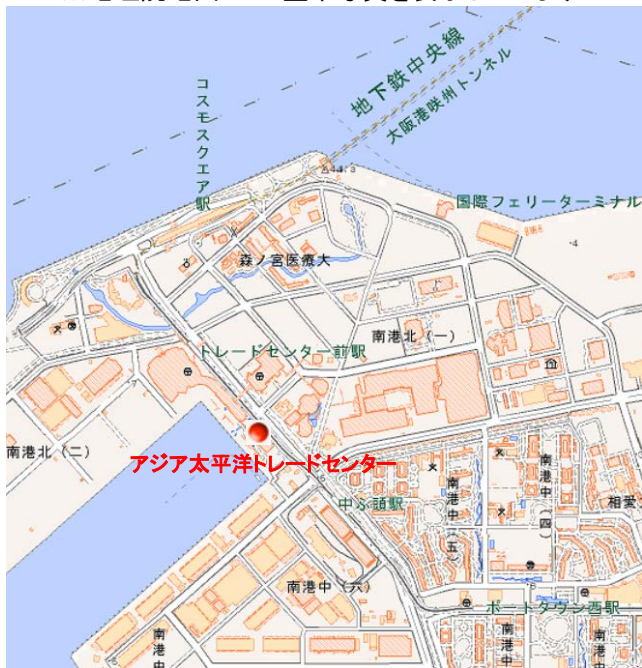 地下鉄中央線
大阪港咲州トンネル
コスモスクエア駅
44.3
国際フェリーターミナル
-4
森ノ宮医療大
南港北(一)
トレードセンター前駅
南港北(二)
アジア太平洋トレードセンター
中ふ頭駅
南港中(五)
南港中(四)
相愛
南港中(六)
ポートタウン西駅
南港中
南港中
南港中